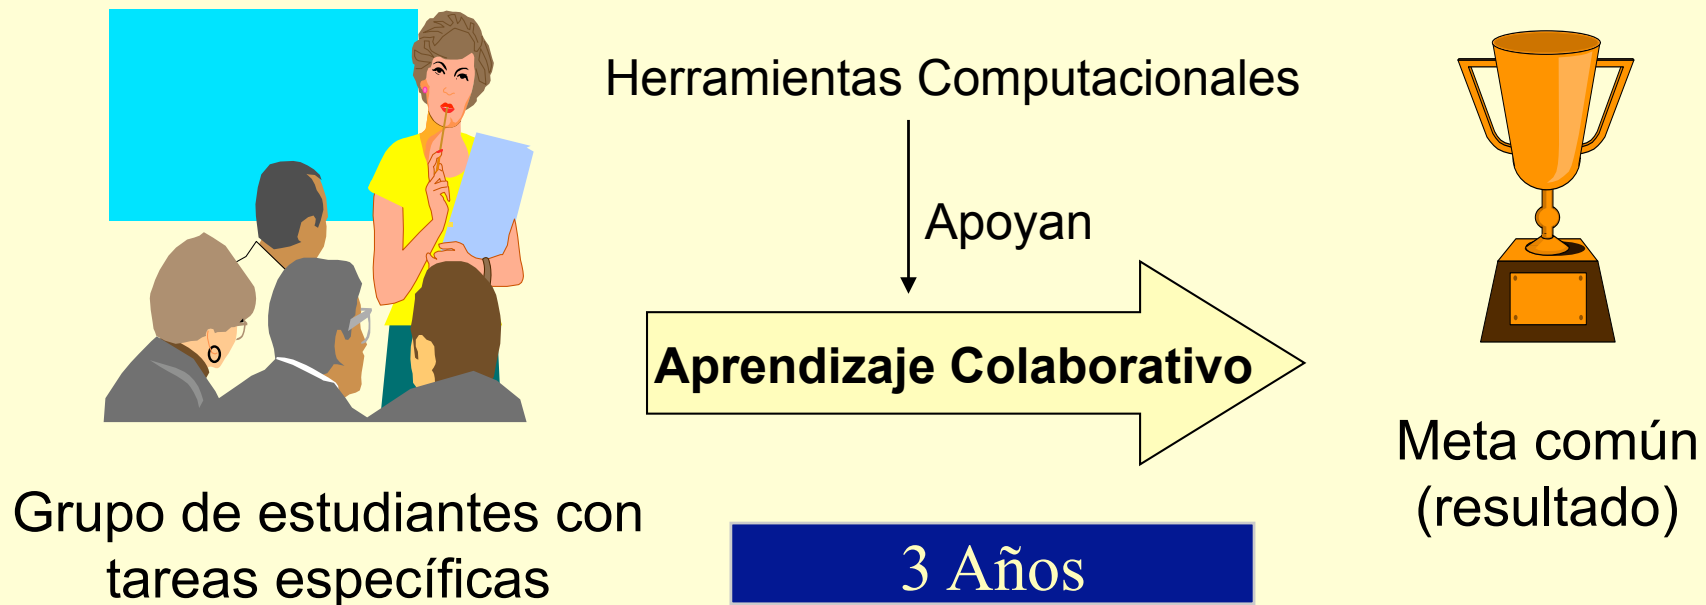 Herramientas Computacionales
Apoyan
Aprendizaje Colaborativo
Meta común
(resultado)
Grupo de estudiantes con
tareas específicas
3 Años